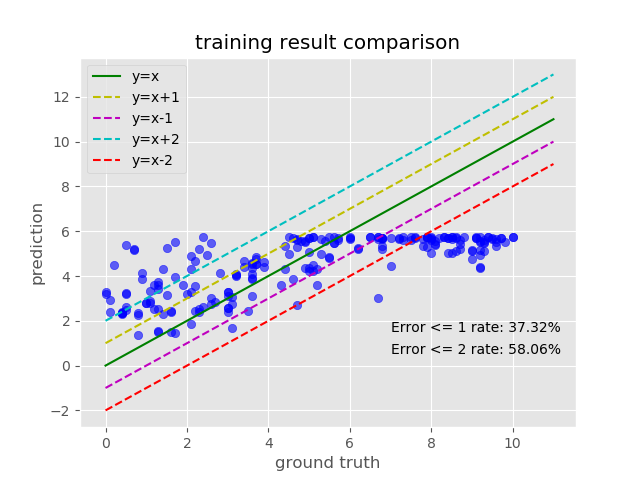 training result comparison
y=x
y=x+1
y=x-1
y=x+2
y=x-2
12
10
8
6
4
2
0
−2
prediction
Error <= 1 rate: 37.32%
Error <= 2 rate: 58.06%
0 2 4 6 8 10
ground truth